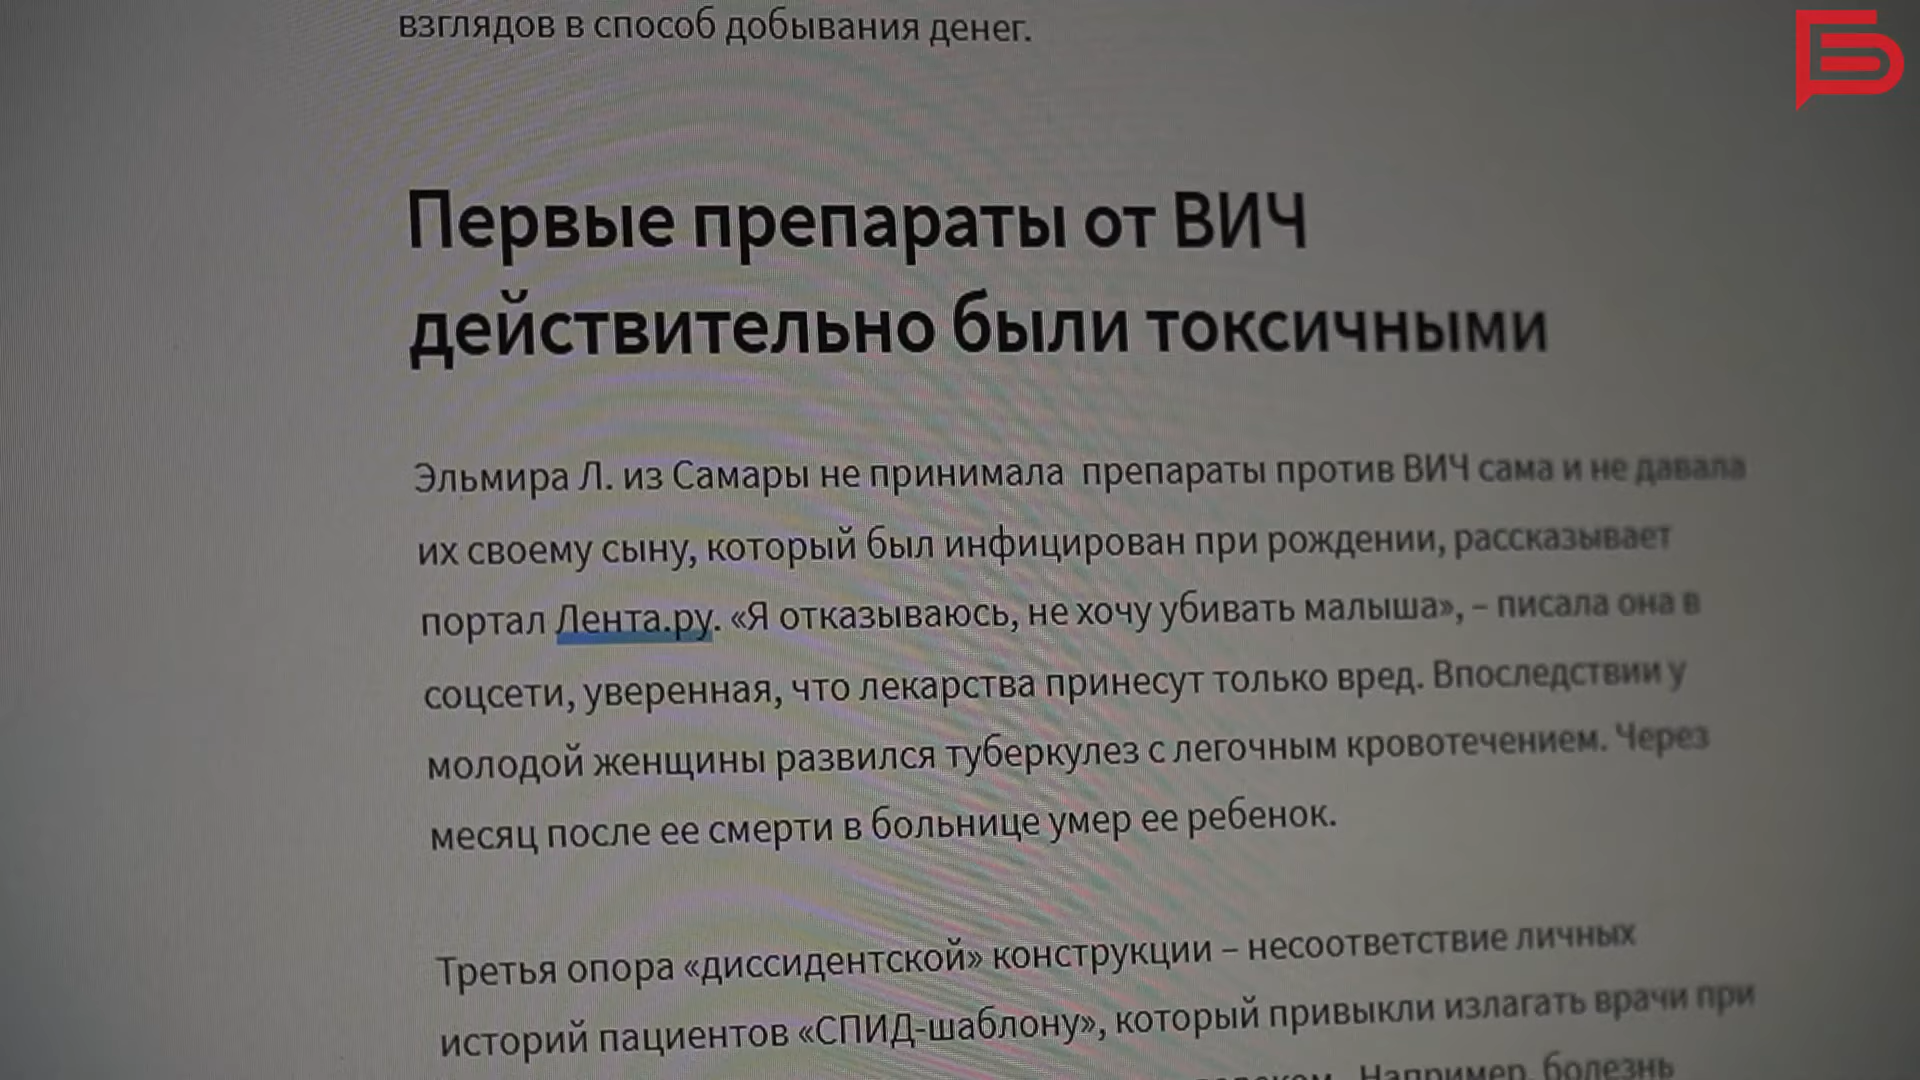 взглядов в способ добывания денег.
Первые препараты от ВИЧ
действительно были токсичными
Эльмира Л. из Самары не принимала препараты против ВИЧ сама и не давала
их своему сыну, который был инфицирован при рождении, рассказывает
портал Лента.ру. «Я отказываюсь, не хочу убивать малыша», – писала она в
соцсети, уверенная, что лекарства принесут только вред. Впоследствии у
молодой женщины развился туберкулез с легочным кровотечением. Через
месяц после ее смерти в больнице умер ее ребенок.
Третья опора «диссидентской» конструкции – несоответствие личных
историй пациентов «СПИД-шаблону», который привыкли излагать врачи при
Например, болезнь